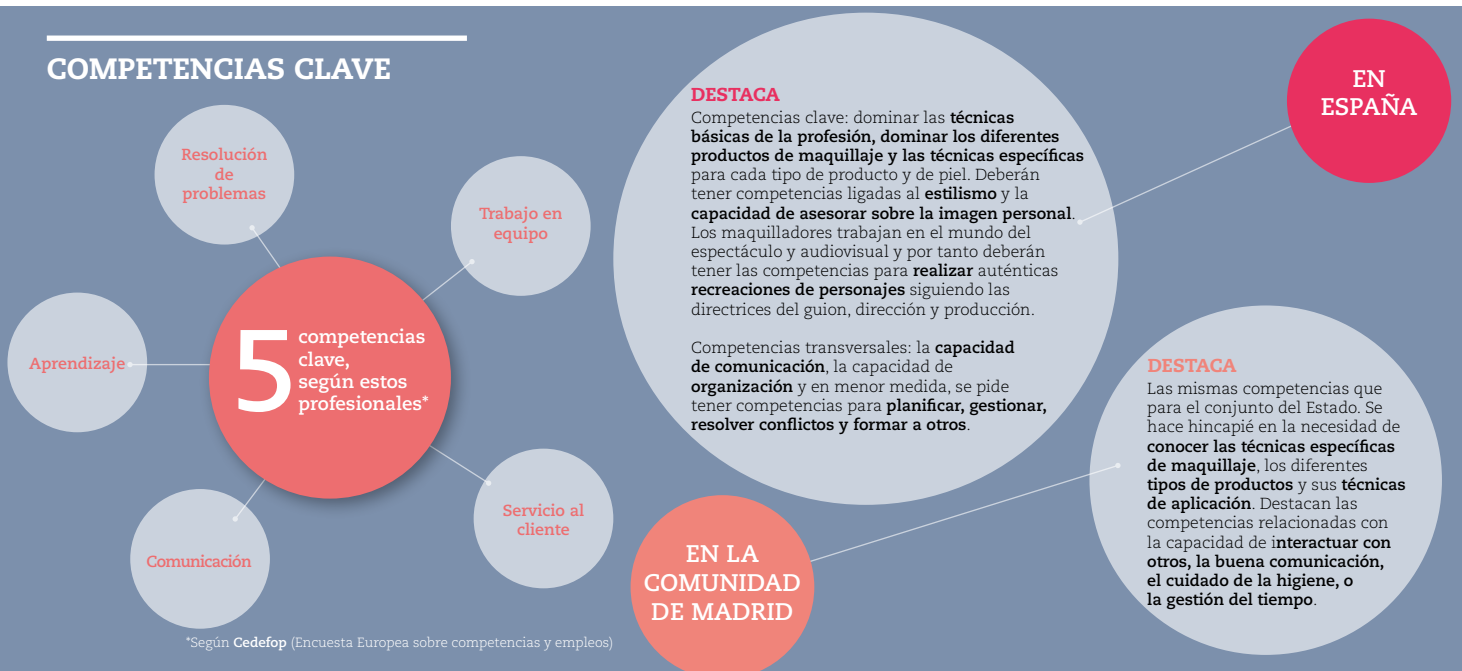 COMPETENCIAS CLAVE
Resolución
de
problemas
Trabajo en
equipo
Aprendizaje
5 competencias
clave,
según estos
profesionales*
Comunicación
Servicio al
cliente
*Según Cedefop (Encuesta Europea sobre competencias y empleos)
EN
ESPAÑA
DESTACA
Competencias clave: dominar las técnicas
básicas de la profesión, dominar los diferentes
productos de maquillaje y las técnicas específicas
para cada tipo de producto y de piel. Deberán
tener competencias ligadas al estilismo y la
capacidad de asesorar sobre la imagen personal.
Los maquilladores trabajan en el mundo del
espectáculo y audiovisual y por tanto deberán
tener las competencias para realizar auténticas
recreaciones de personajes siguiendo las
directrices del guion, dirección y producción.
Competencias transversales: la capacidad
de comunicación, la capacidad de
organización y en menor medida, se pide
tener competencias para planificar, gestionar,
resolver conflictos y formar a otros.
EN LA
COMUNIDAD
DE MADRID
DESTACA
Las mismas competencias que
para el conjunto del Estado. Se
hace hincapié en la necesidad de
conocer las técnicas específicas
de maquillaje, los diferentes
tipos de productos y sus técnicas
de aplicación. Destacan las
competencias relacionadas con
la capacidad de interactuar con
otros, la buena comunicación,
el cuidado de la higiene, o
la gestión del tiempo.